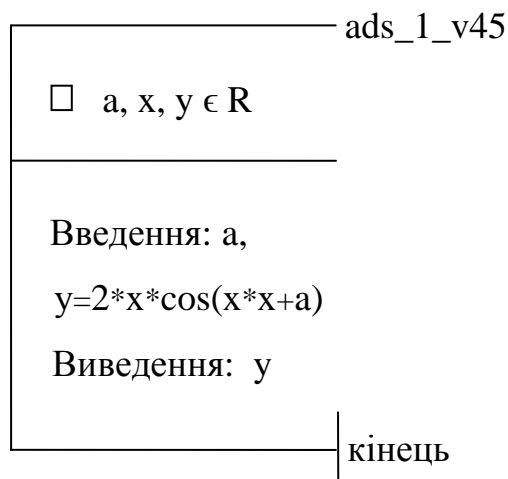 ads_1_v45
□ a, x, y є R
Введення: a,
y=2*x*cos(x*x+a)
Виведення: y
кінець